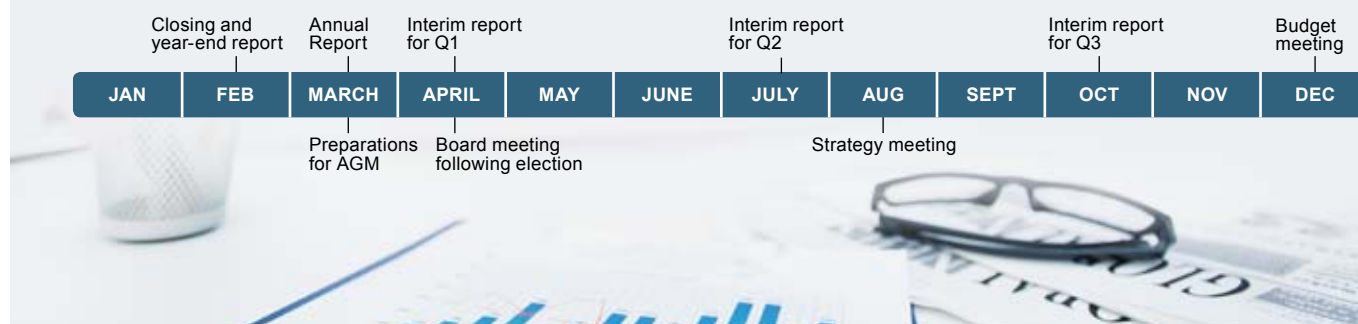 Closing and
year-end report
Annual
Report
Interim report
for Q1
Interim report
for Q2
Interim report
for Q3
Budget
meeting
JAN FEB MARCH APRIL MAY JUNE JULY AUG SEPT OCT NOV DEC
Preparations
for AGM
Board meeting
following election
Strategy meeting